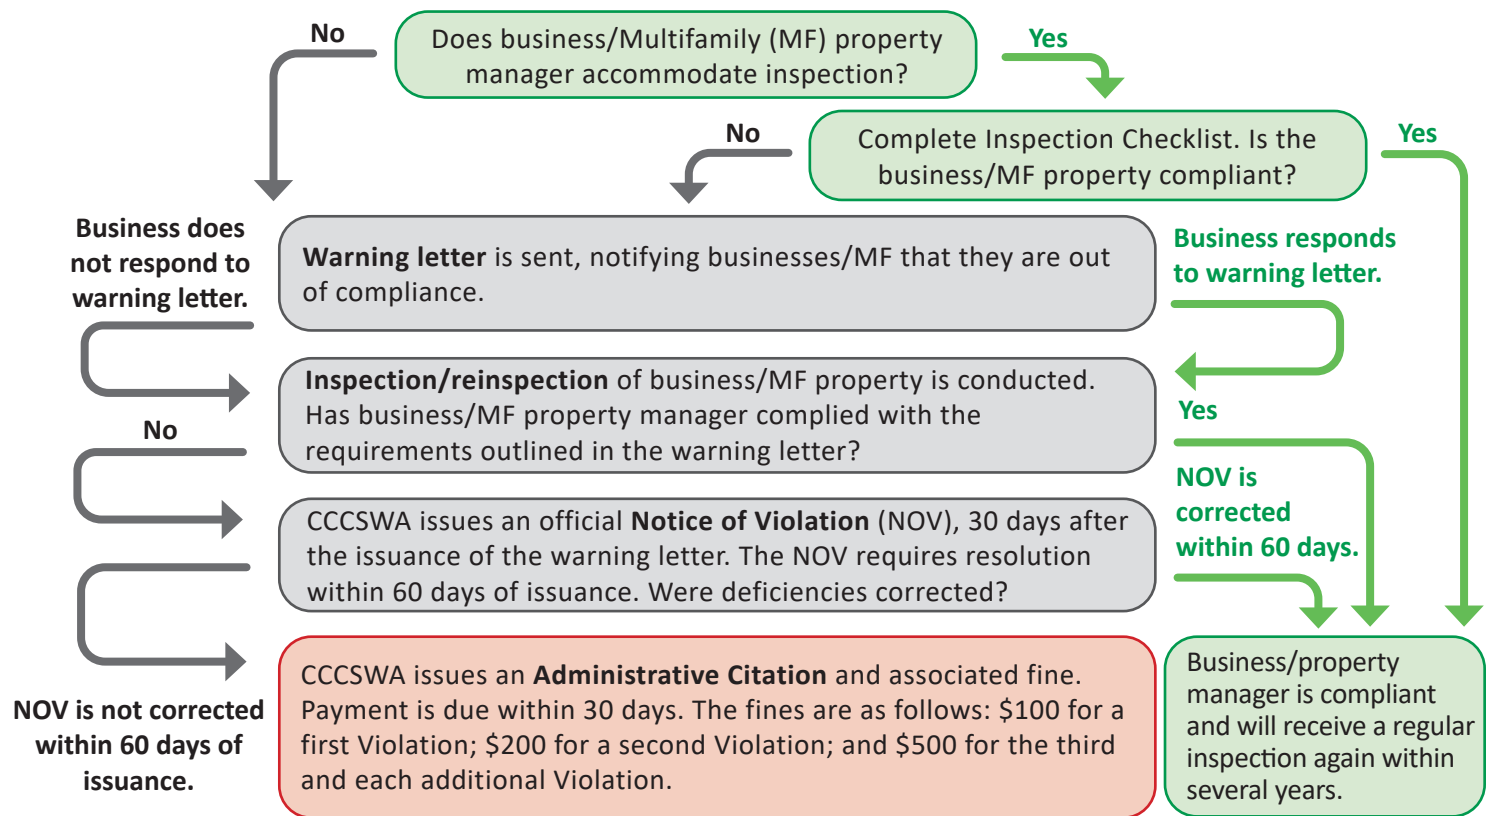 No
Does business/Multifamily (MF) property
manager accommodate inspection?
Yes
No
Complete Inspection Checklist. Is the
business/MF property compliant?
Yes
Business does
not respond to
warning letter.
Warning letter is sent, notifying businesses/MF that they are out
of compliance.
Business responds
to warning letter.
Inspection/reinspection of business/MF property is conducted.
Has business/MF property manager complied with the
requirements outlined in the warning letter?
Yes
No
CCCSWA issues an official Notice of Violation (NOV), 30 days after
the issuance of the warning letter. The NOV requires resolution
within 60 days of issuance. Were deficiencies corrected?
NOV is
corrected
within 60 days.
NOV is not corrected
within 60 days of
issuance.
CCCSWA issues an Administrative Citation and associated fine.
Payment is due within 30 days. The fines are as follows: $100 for a
first Violation; $200 for a second Violation; and $500 for the third
and each additional Violation.
Business/property
manager is compliant
and will receive a regular
inspection again within
several years.